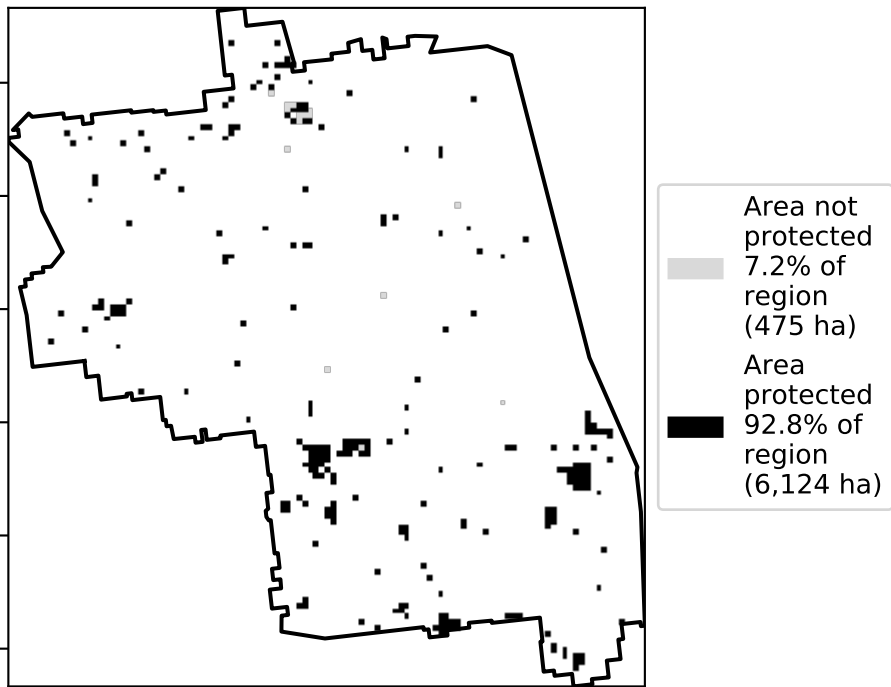 Area not
protected
7.2% of
region
(475 ha)
Area
protected
92.8% of
region
(6,124 ha)